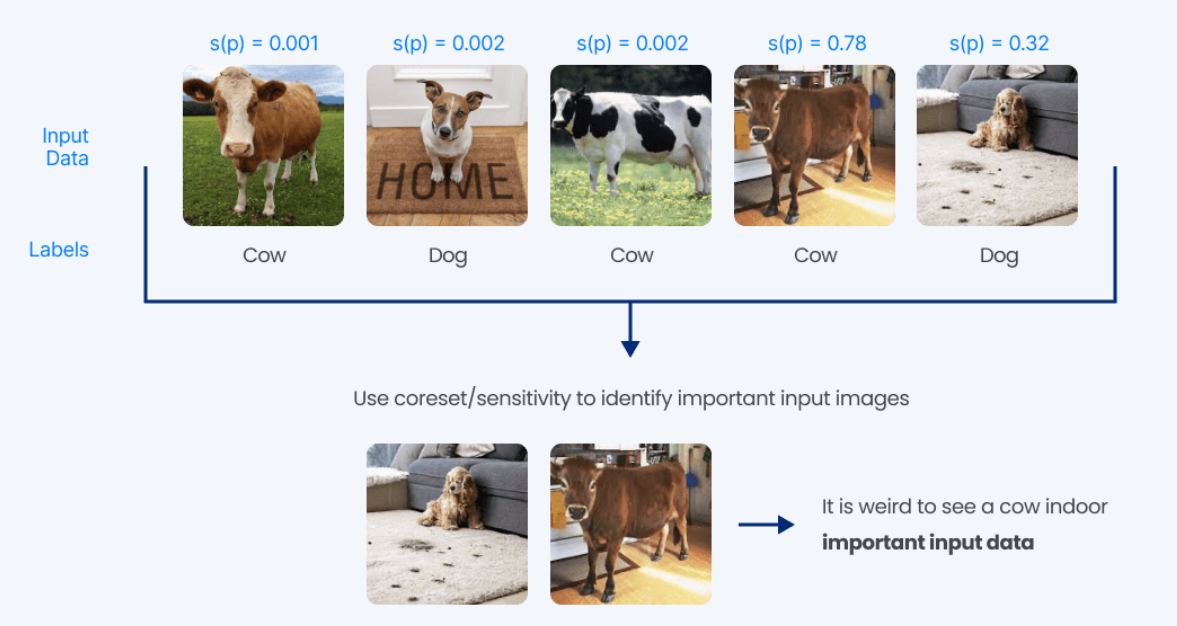 s(p) = 0.001 s(p) = 0.002 s(p) = 0.002 s(p) = 0.78 s(p) = 0.32
Input
Data
HOME
Labels
Cow Dog Cow Cow Dog
Use coreset/sensitivity to identify important input images
It is weird to see a cow indoor
important input data